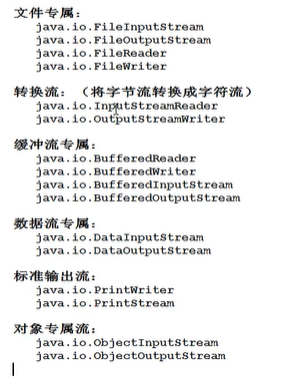 文件专属：
java.io.FileInputStream
java.io.FileOutputStream
java.io.FileReader
java.io.FileWriter
转换流：（将字节流转换成字符流）
java.io.InputStreamReader
java.io.OutputStreamWriter
缓冲流专属：
java.io.BufferedReader
java.io.BufferedWriter
java.io.BufferedInputStream
java.io.BufferedOutputStream
数据流专属：
java.io.DataInputStream
java.io.DataOutputStream
标准输出流：
java.io.PrintWriter
java.io.PrintStream
对象专属流：
java.io.ObjectInputStream
java.io.ObjectOutputStream